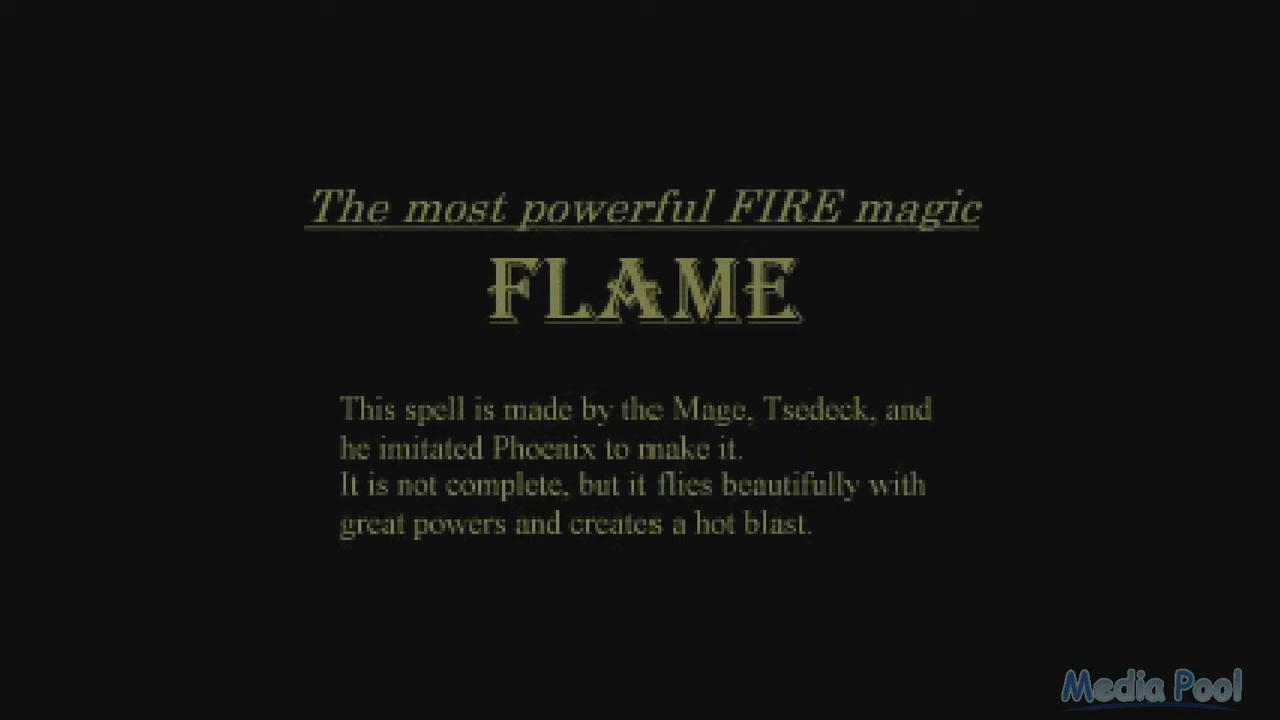 The most powerful FIRE magic
FLAME
This spell is made by the Mage, Tsedeck, and
he imitated Phoenix to make it.
It is not complete, but it flies beautifully with
great powers and creates a hot blast.
Media Pool